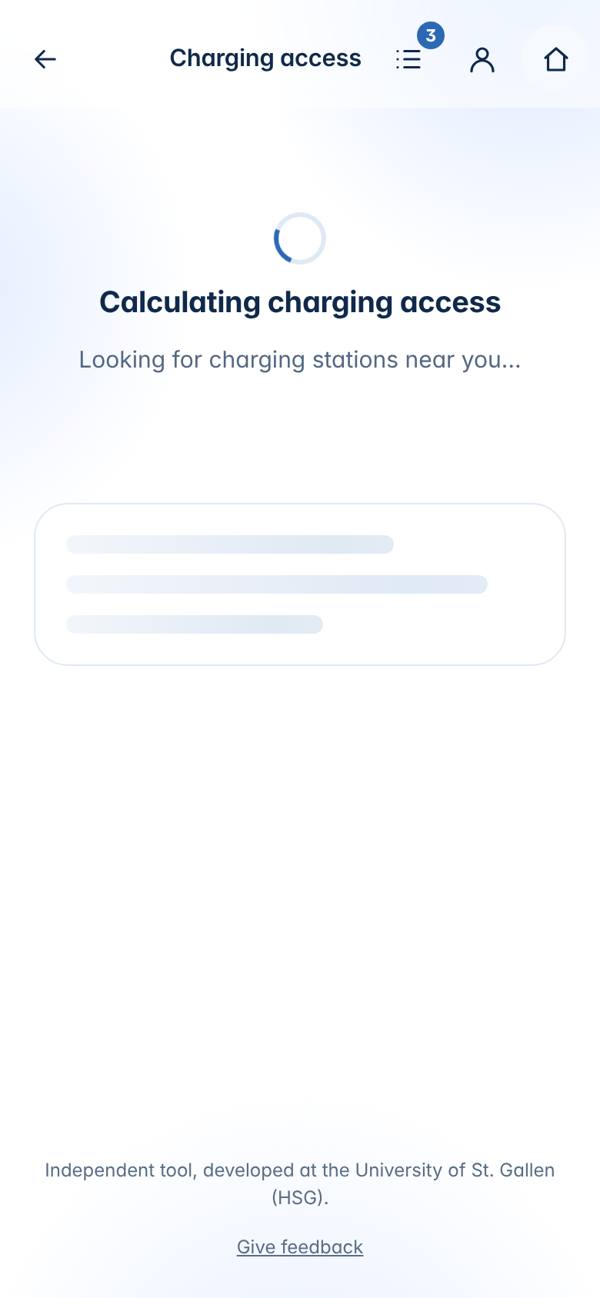 Charging access
3
Calculating charging access
Looking for charging stations near you...
Independent tool, developed at the University of St. Gallen
(HSG).
Give feedback